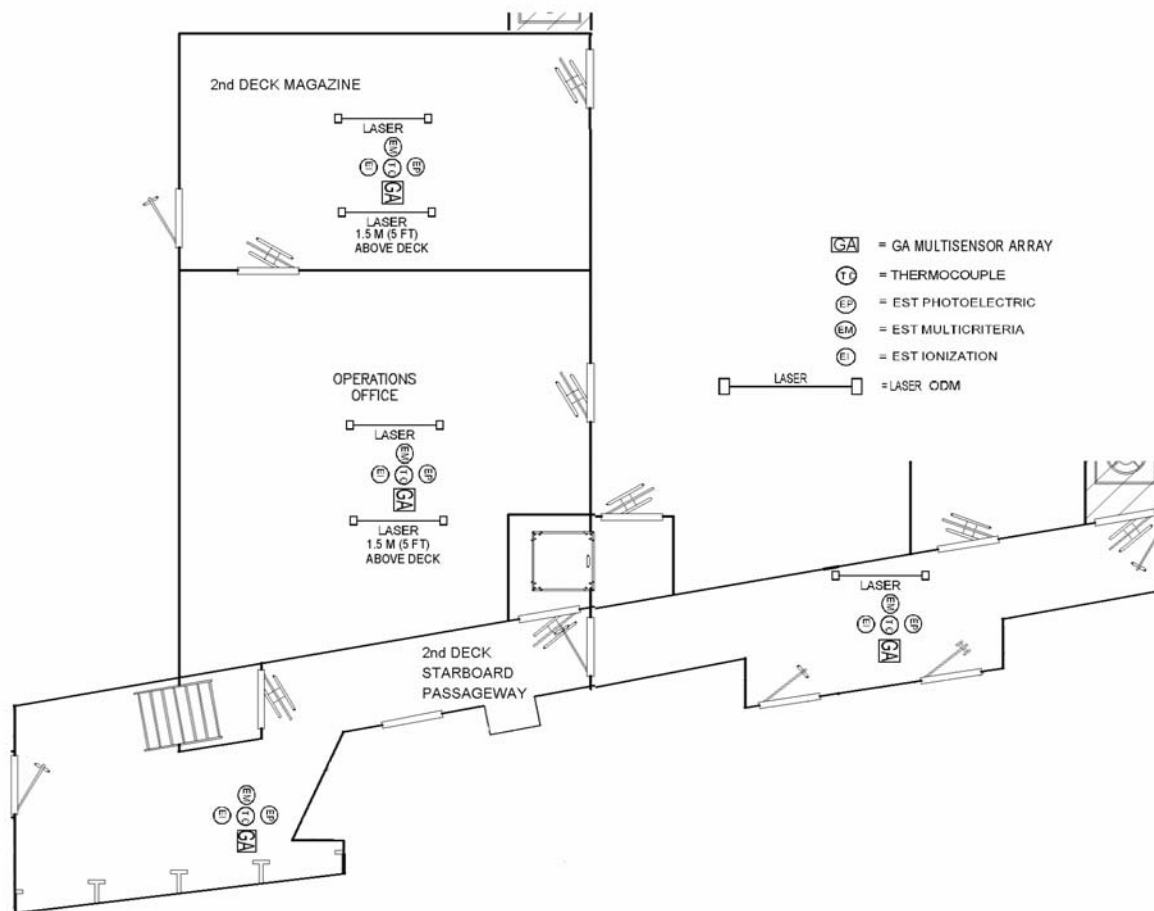 2nd DECK MAGAZINE
LASER
EM
EI TC EP
GA
LASER
1.5 M (5 FT)
ABOVE DECK
GA = GA MULTISENSOR ARRAY
TC = THERMOCOUPLE
EP = EST PHOTOELECTRIC
EM = EST MULTICRITERIA
EI = EST IONIZATION
LASER = LASER ODM
OPERATIONS
OFFICE
LASER
EM
EI TC EP
GA
LASER
1.5 M (5 FT)
ABOVE DECK
LASER
EM
EI TC EP
GA
2nd DECK
STARBOARD
PASSAGEWAY
EM
EI TC EP
GA